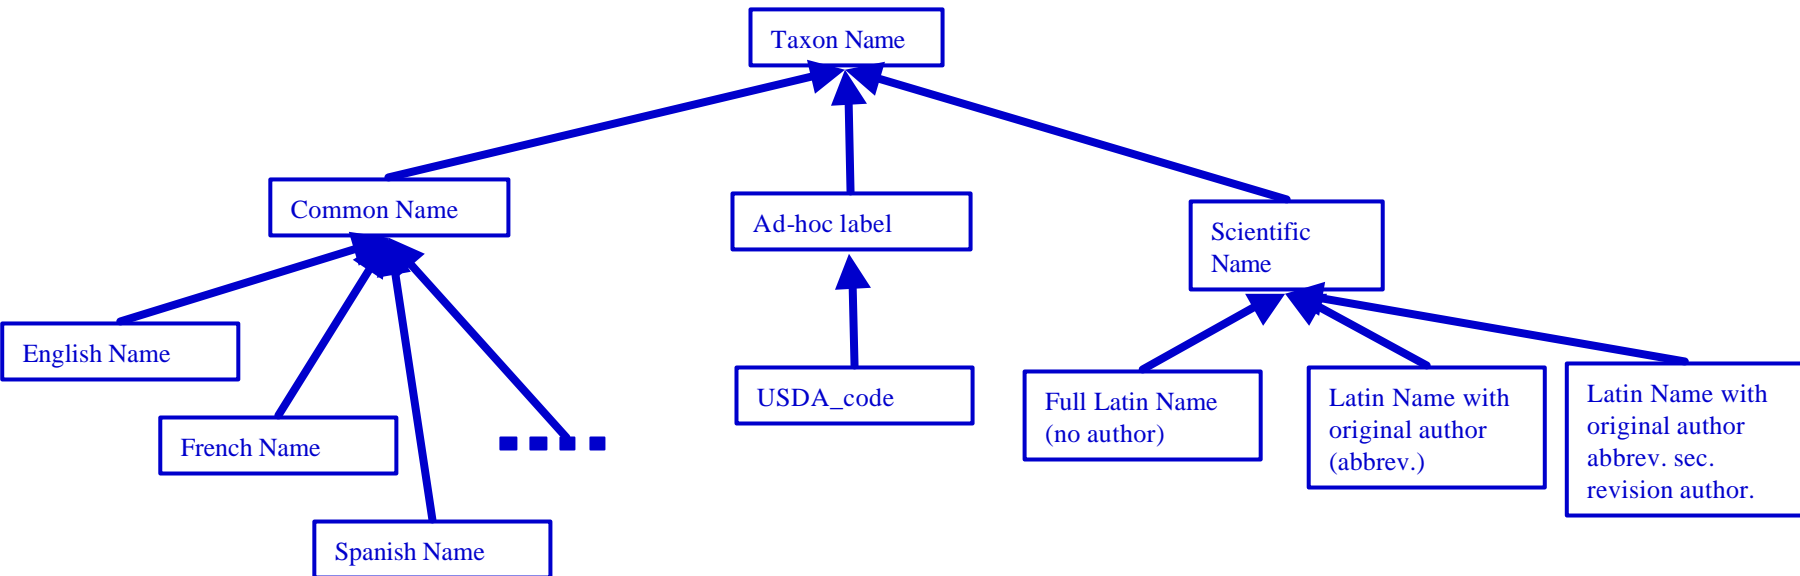 Taxon Name
Common Name
Ad-hoc label
Scientific
Name
English Name
French Name
Spanish Name
USDA_code
Full Latin Name
(no author)
Latin Name with
original author
(abbrev.)
Latin Name with
original author
abbrev. sec.
revision author.